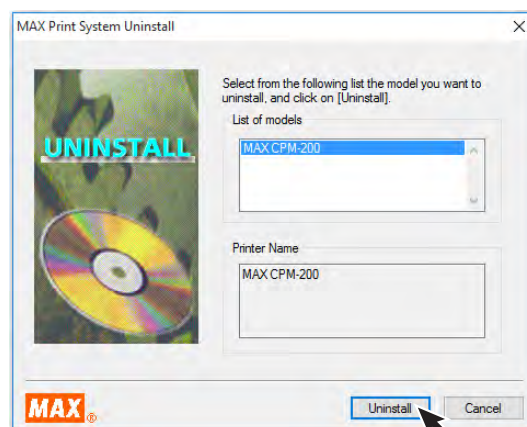 MAX Print System Uninstall
UNINSTALL
Select from the following list the model you want to
uninstall, and click on [Uninstall].
List of models
MAX CPM-200
Printer Name
MAX CPM-200
MAX®
Uninstall
Cancel